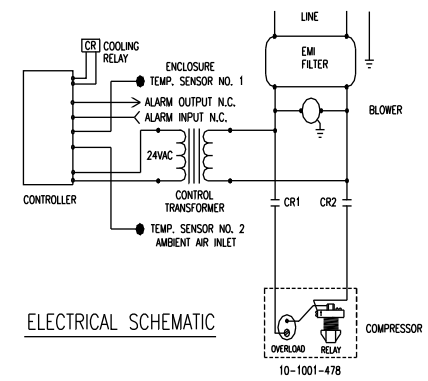 LINE
CR
COOLING
RELAY
EMI
FILTER
ENCLOSURE
TEMP. SENSOR NO. 1
ALARM OUTPUT N.C.
ALARM INPUT N.C.
BLOWER
24VAC
CONTROLLER
CONTROL
TRANSFORMER
CR1
CR2
TEMP. SENSOR NO. 2
AMBIENT AIR INLET
ELECTRICAL SCHEMATIC
COMPRESSOR
OVERLOAD
RELAY
10-1001-478